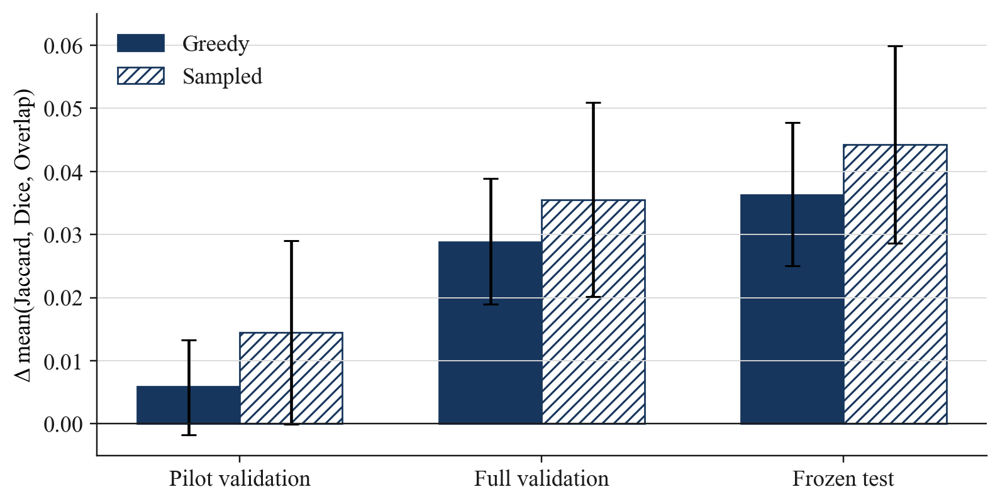 Δ mean(Jaccard, Dice, Overlap)
0.06
0.05
0.04
0.03
0.02
0.01
0.00
Greedy
Sampled
Pilot validation
Full validation
Frozen test